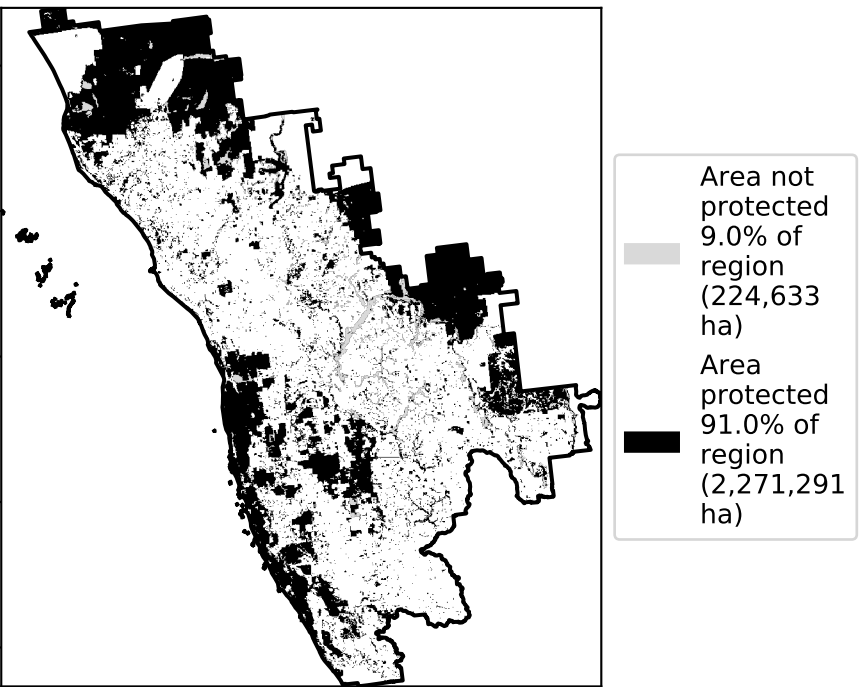 Area not
protected
9.0% of
region
(224,633
ha)
Area
protected
91.0% of
region
(2,271,291
ha)